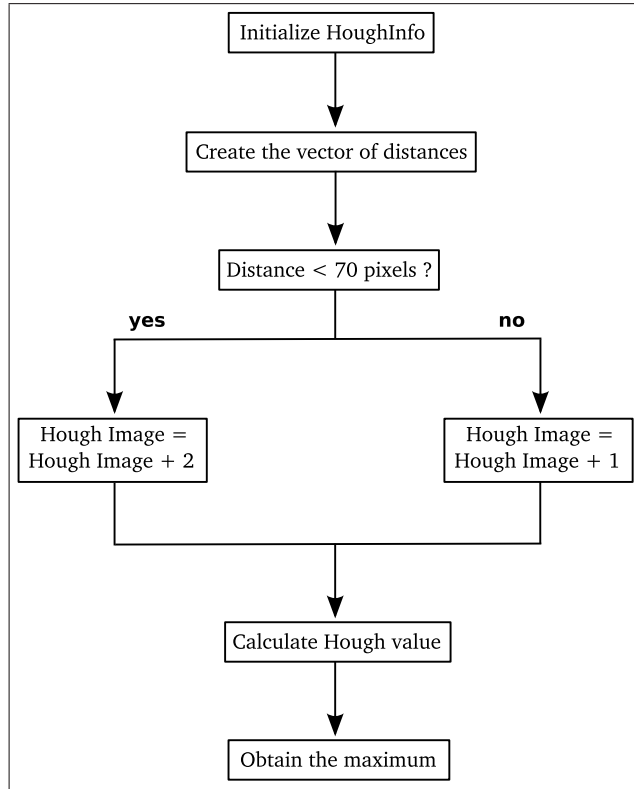 Initialize HoughInfo
Create the vector of distances
Distance < 70 pixels ?
yes
no
Hough Image =
Hough Image + 2
Hough Image =
Hough Image + 1
Calculate Hough value
Obtain the maximum